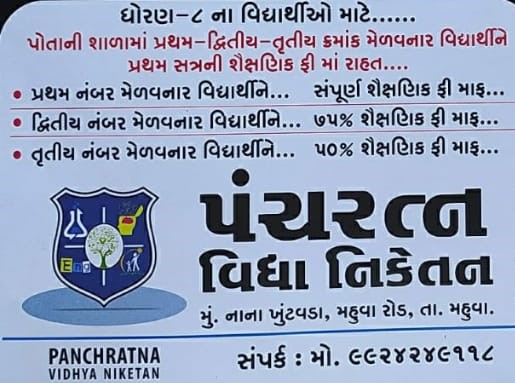 ધોરણ-૮ ના વિદ્યાર્થીઓ માટે......
પોતાની શાળામાં પ્રથમ-દ્વિતીય-તૃતીય ક્રમાંક મેળવનાર વિદ્યાર્થીને
પ્રથમ સત્રની શૈક્ષણિક ફી માં રાહત....
• પ્રથમ નંબર મેળવનાર વિદ્યાર્થીને... સંપૂર્ણ શૈક્ષણિક ફી માફ...
• દ્વિતીય નંબર મેળવનાર વિદ્યાર્થીને... ૭૫% શૈક્ષણિક ફી માફ...
• તૃતીય નંબર મેળવનાર વિદ્યાર્થીને... ૫૦% શૈક્ષણિક ફી માફ...
પંચરત્ન
વિદ્યા નિકેતન
મું. નાના ખુંટવડા, મહુવા રોડ, તા. મહુવા.
Eng
PANCHRATNA
VIDHYA NIKETAN
સંપર્ક : મો. ૯૯૨૪૨૪૯૧૧૮